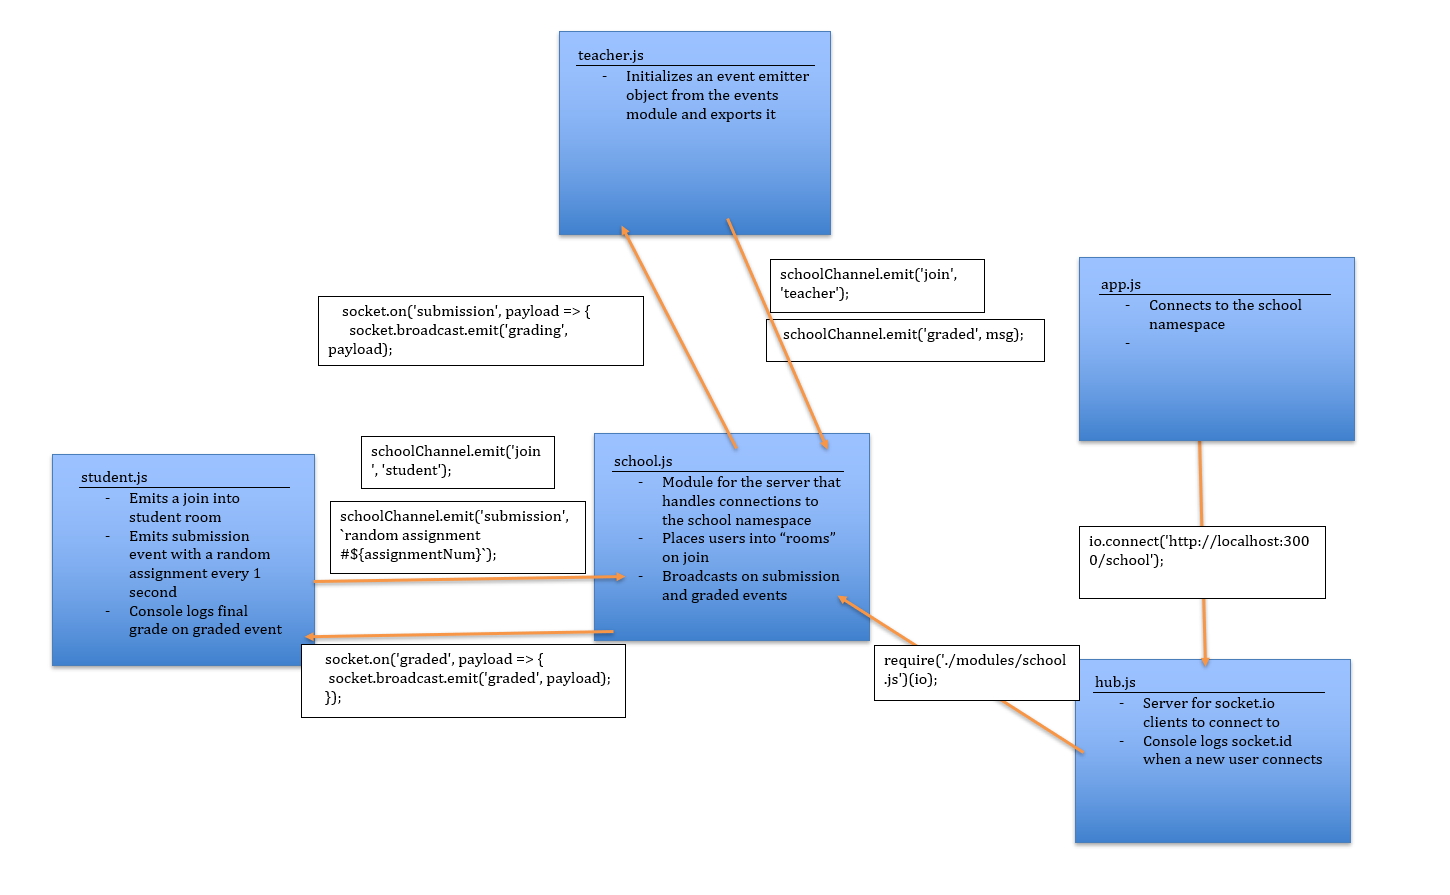 teacher.js
- Initializes an event emitter
object from the events
module and exports it
schoolChannel.emit('join',
'teacher');
schoolChannel.emit('graded', msg);
socket.on('submission', payload => {
socket.broadcast.emit('grading',
payload);
app.js
- Connects to the school
namespace
-
schoolChannel.emit('join
', 'student');
schoolChannel.emit('submission',
`random assignment
#${assignmentNum}`);
student.js
- Emits a join into
student room
- Emits submission
event with a random
assignment every 1
second
- Console logs final
grade on graded event
school.js
- Module for the server that
handles connections to
the school namespace
- Places users into “rooms”
on join
- Broadcasts on submission
and graded events
io.connect('http://localhost:300
0/school');
socket.on('graded', payload => {
socket.broadcast.emit('graded', payload);
});
require('./modules/school
.js')(io);
hub.js
- Server for socket.io
clients to connect to
- Console logs socket.id
when a new user connects